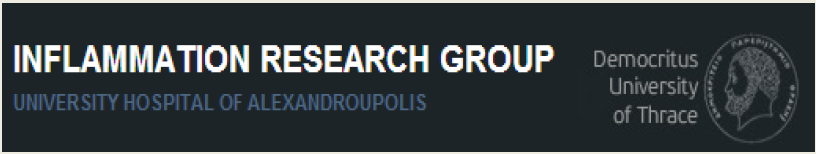 INFLAMMATION RESEARCH GROUP
UNIVERSITY HOSPITAL OF ALEXANDROUPOLIS
Democritus
University
of Thrace